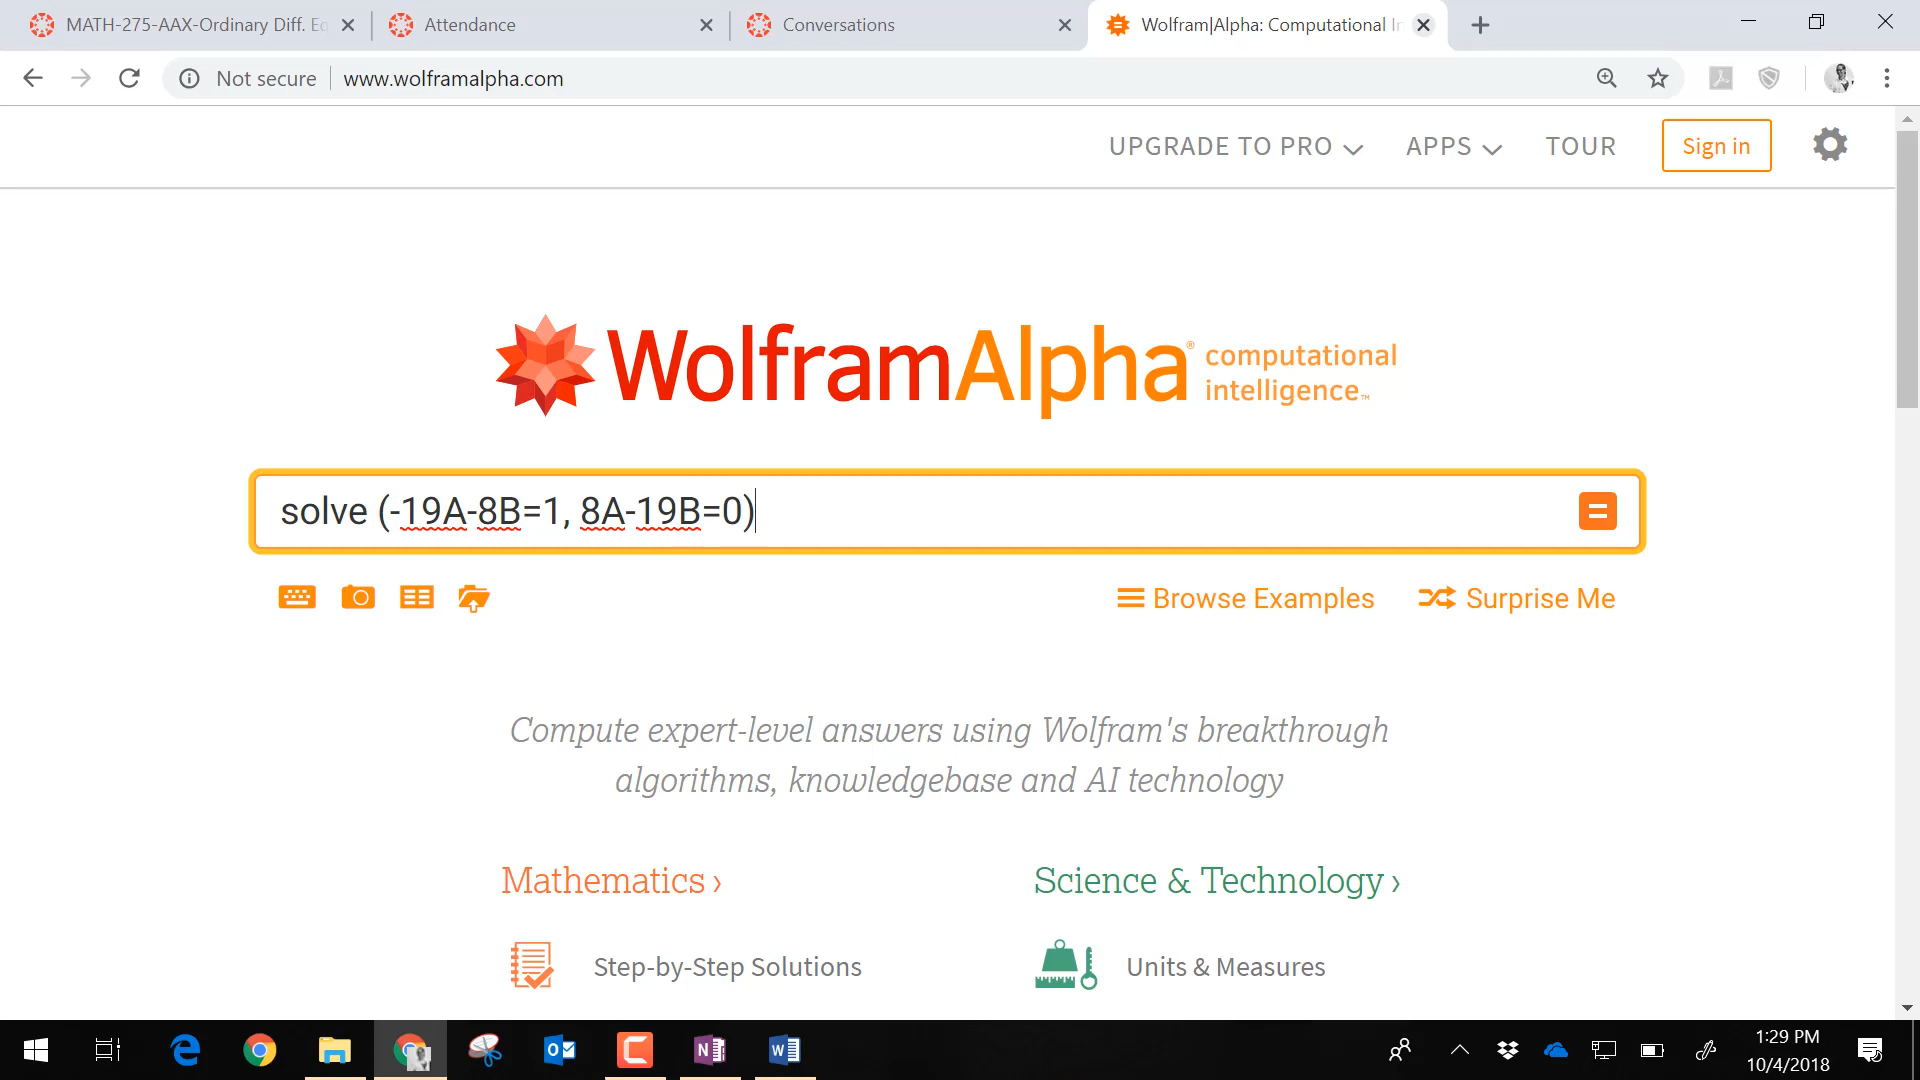 MATH-275-AAX-Ordinary Diff. Eq
Attendance
Conversations
Wolfram|Alpha: Computational In
Not secure
www.wolframalpha.com
UPGRADE TO PRO
APPS
TOUR
Sign in
WolframAlpha® computational intelligence™
solve (-19A-8B=1, 8A-19B=0)
Browse Examples
Surprise Me
Compute expert-level answers using Wolfram's breakthrough
algorithms, knowledgebase and AI technology
Mathematics ›
Science & Technology ›
Step-by-Step Solutions
Units & Measures
1:29 PM
10/4/2018